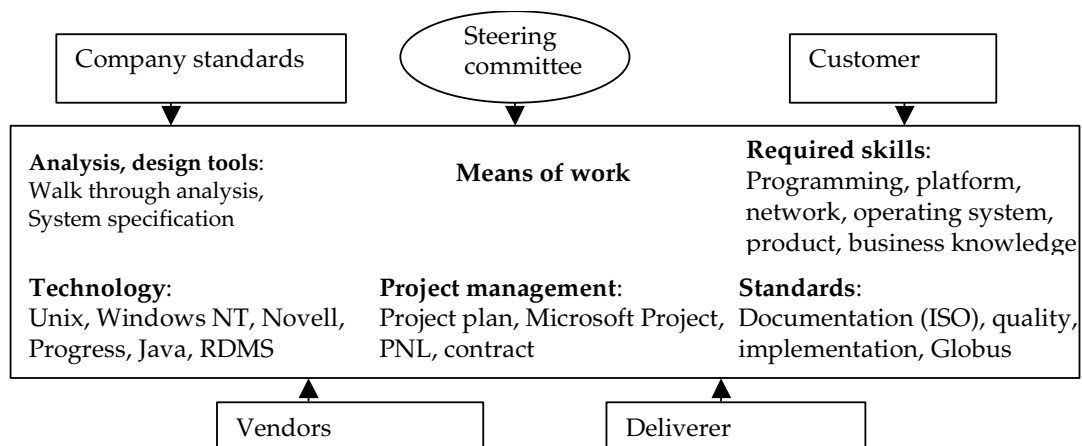 Company standards
Steering
committee
Customer
Analysis, design tools:
Walk through analysis,
System specification
Means of work
Required skills:
Programming, platform,
network, operating system,
product, business knowledge
Technology:
Unix, Windows NT, Novell,
Progress, Java, RDMS
Project management:
Project plan, Microsoft Project,
PNL, contract
Standards:
Documentation (ISO), quality,
implementation, Globus
Vendors
Deliverer